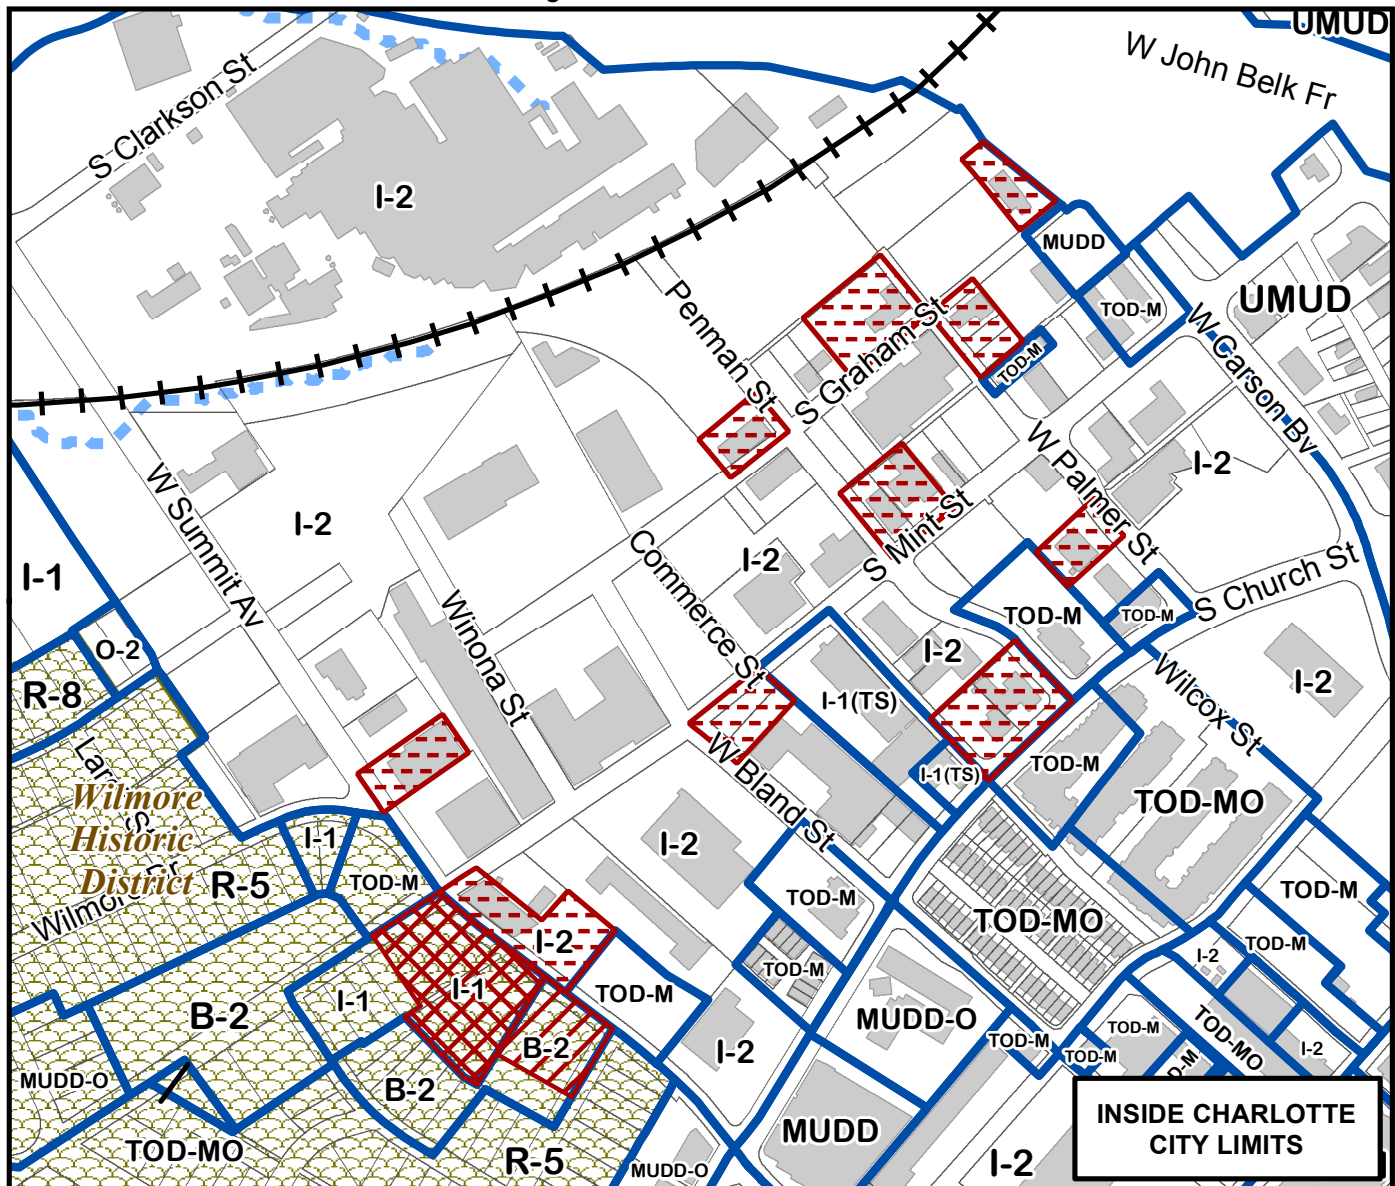 UMUD
W John Belk Fr
S Clarkson St
I-2
MUDD
TOD-M
UMUD
Penman St
S Graham St
TOD-M
W Carson Bv
W Palmer St
I-2
W Summit Av
I-2
Commerce St
I-2
S Mint St
I-1
Winona St
TOD-M
TOD-M
S Church St
O-2
R-8
I-2
I-1(TS)
Wilcox St
I-2
W Bland St
I-1(TS)
TOD-M
TOD-MO
Wilmore
Historic
District
I-1
R-5
TOD-M
Wilmore Dr
I-2
TOD-M
TOD-MO
TOD-M
I-2
I-1
I-1
TOD-M
TOD-M
I-2
TOD-M
B-2
B-2
I-2
MUDD-O
TOD-M
TOD-M
TOD-M
TOD-MO
I-2
MUDD-O
B-2
TOD-MO
R-5
MUDD-O
MUDD
I-2
INSIDE CHARLOTTE
CITY LIMITS